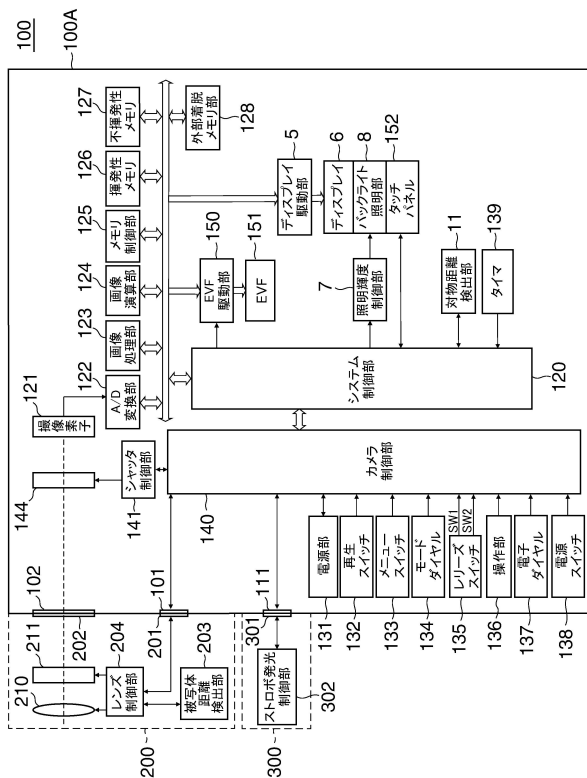 100
100A
121
撮像
素子
122
A/D
変換部
123
画像
処理部
124
画像
演算部
125
メモリ
制御部
126
揮発性
メモリ
127
不揮発性
メモリ
外部着脱
メモリ部
128
144
シャッタ
制御部
141
150
EVF
駆動部
EVF
151
5
ディスプレイ
駆動部
6
ディスプレイ
8
バックライト
照明部
152
タッチ
パネル
7
照明輝度
制御部
11
対物距離
検出部
139
タイマ
システム
制御部
120
140
カメラ
制御部
102
202
101
201
111
301
211
210
204
レンズ
制御部
203
被写体
距離
検出部
200
ストロボ発光
制御部
302
300
電源部
131
再生
スイッチ
132
メニュー
スイッチ
133
モード
ダイヤル
134
SW1
SW2
レリーズ
スイッチ
135
操作部
136
電子
ダイヤル
137
電源
スイッチ
138